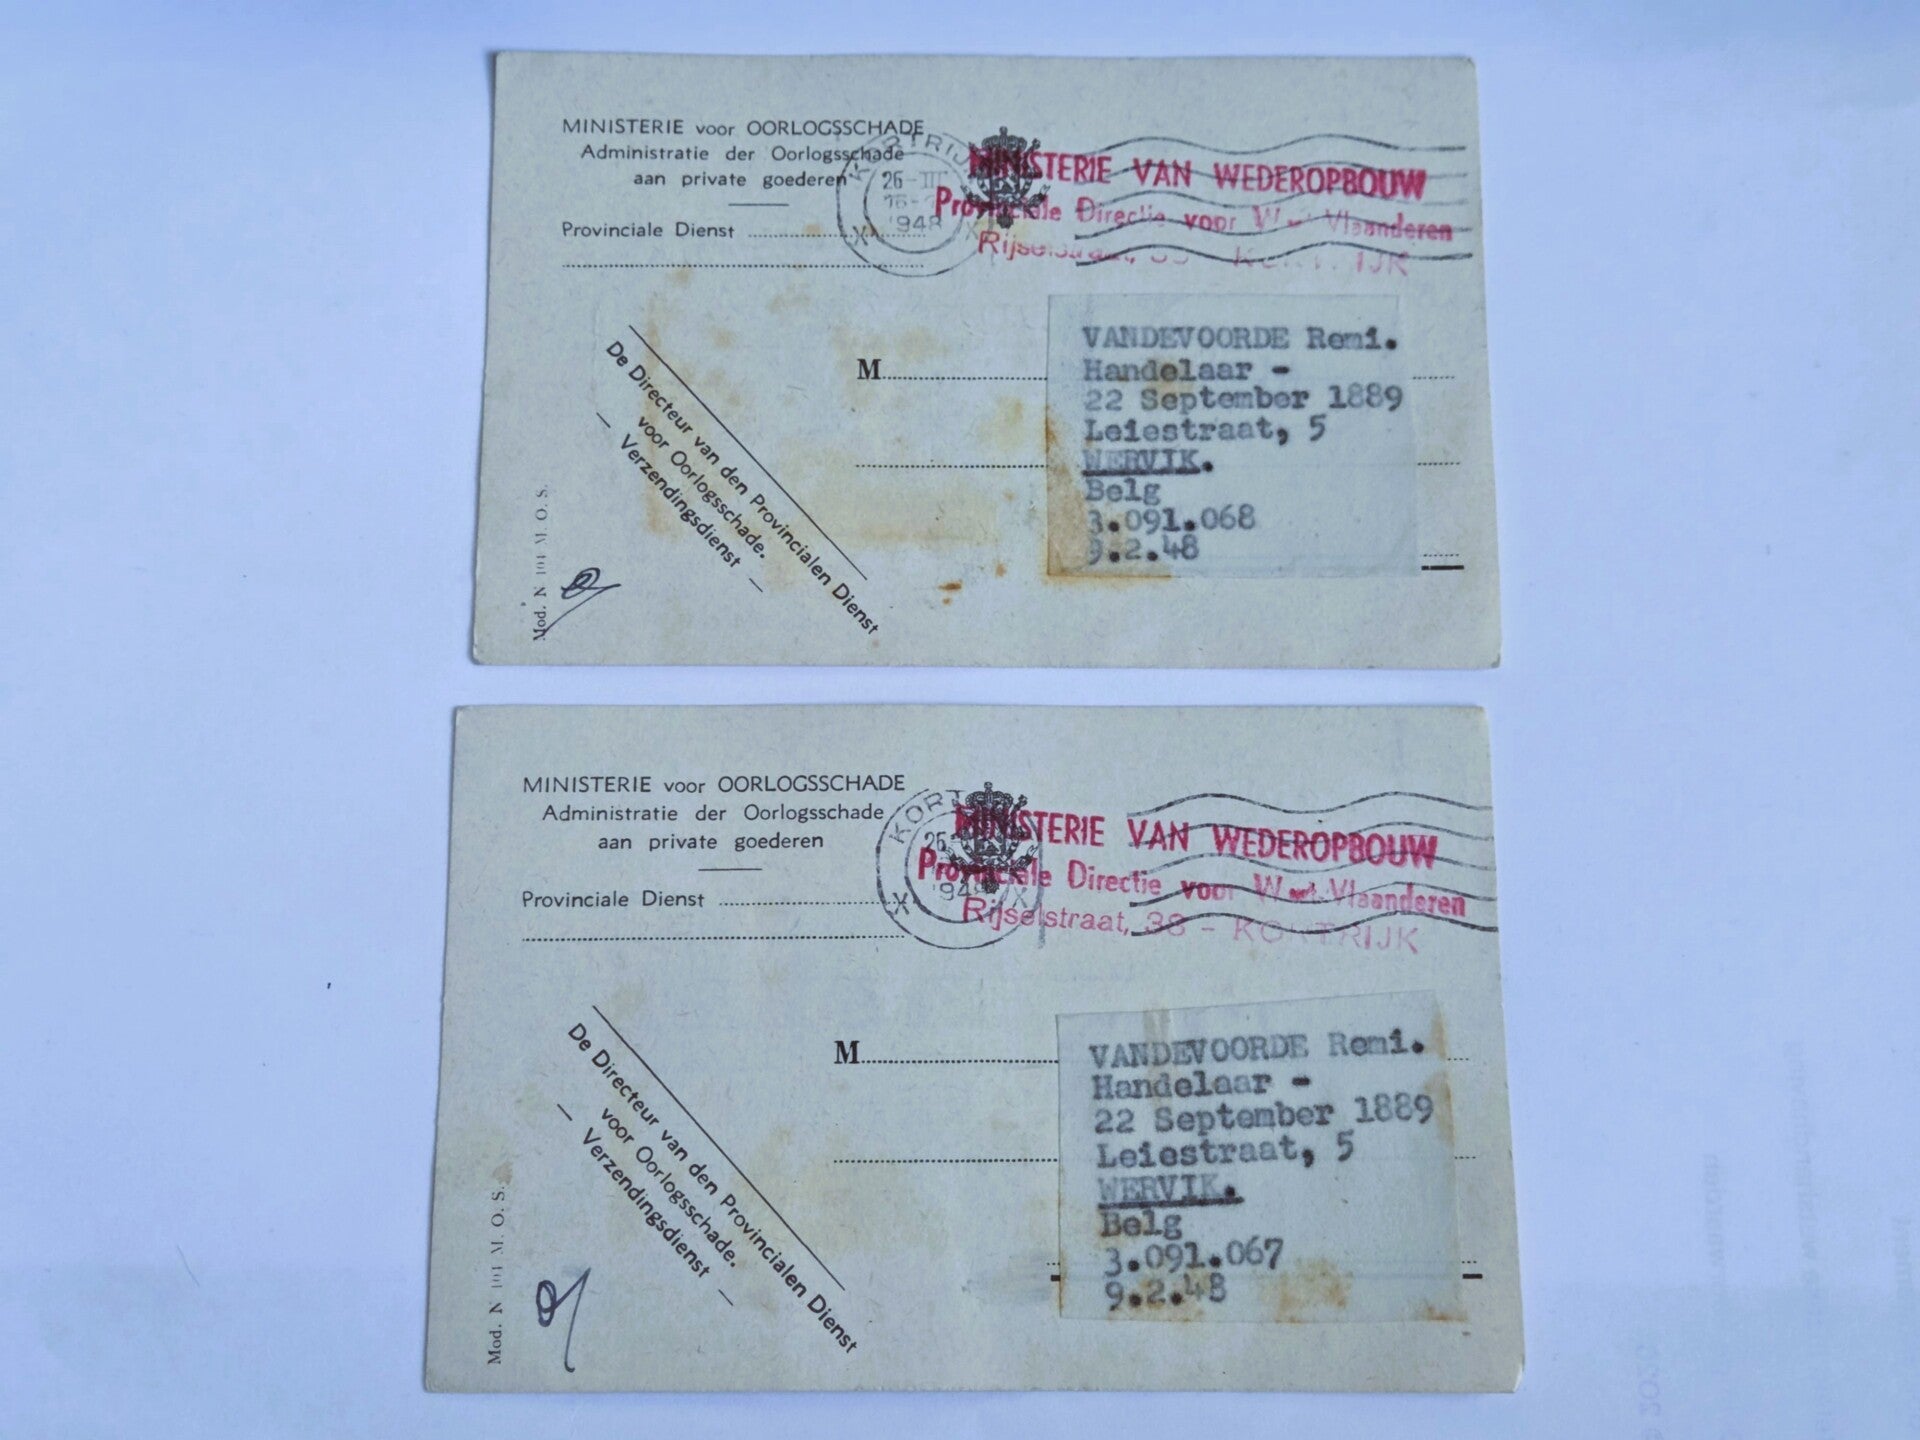 MINISTERIE voor OORLOGSSCHADE
Administratie der Oorlogsschade
aan private goederen
Provinciale Dienst
KORTRIJ
26-III
1948
X X
MINISTERIE VAN WEDEROPBOUW
Provinciale Directie voor West Vlaanderen
Rijselstraat, KORTRIJK
De Directeur van den Provincialen Dienst
voor Oorlogsschade.
— Verzendingsdienst —
M
VANDEVOORDE Remi.
Handelaar -
22 September 1889
Leiestraat, 5
WERVIK.
Belg
3.091.068
9.2.48
Mod. N 101 M. O. S.
MINISTERIE voor OORLOGSSCHADE
Administratie der Oorlogsschade
aan private goederen
Provinciale Dienst
KORT
1948
X X
MINISTERIE VAN WEDEROPBOUW
Provinciale Directie voor West Vlaanderen
Rijselstraat, 38 - KORTRIJK
De Directeur van den Provincialen Dienst
voor Oorlogsschade.
— Verzendingsdienst —
M
VANDEVOORDE Remi.
Handelaar -
22 September 1889
Leiestraat, 5
WERVIK.
Belg
3.091.067
9.2.48
Mod. N 101 M. O. S.